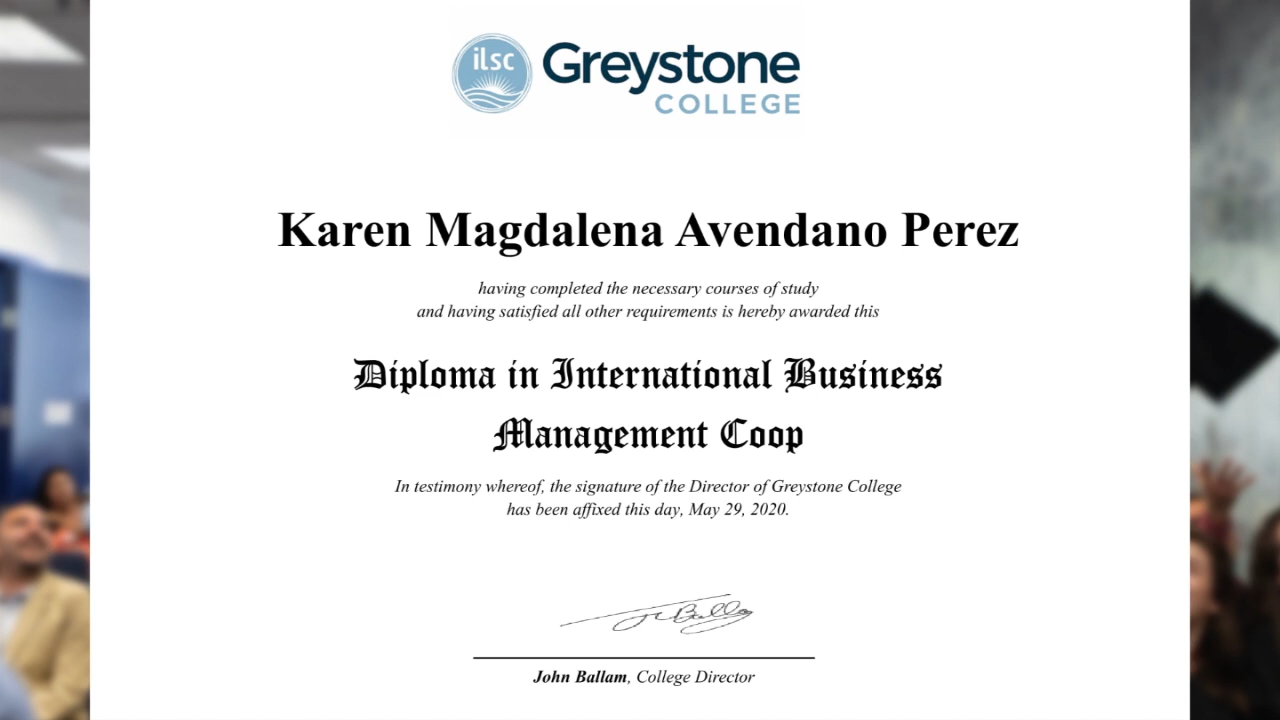 ilsc
Greystone
COLLEGE
Karen Magdalena Avendano Perez
having completed the necessary courses of study
and having satisfied all other requirements is hereby awarded this
Diploma in International Business
Management Coop
In testimony whereof, the signature of the Director of Greystone College
has been affixed this day, May 29, 2020.
John Ballam, College Director